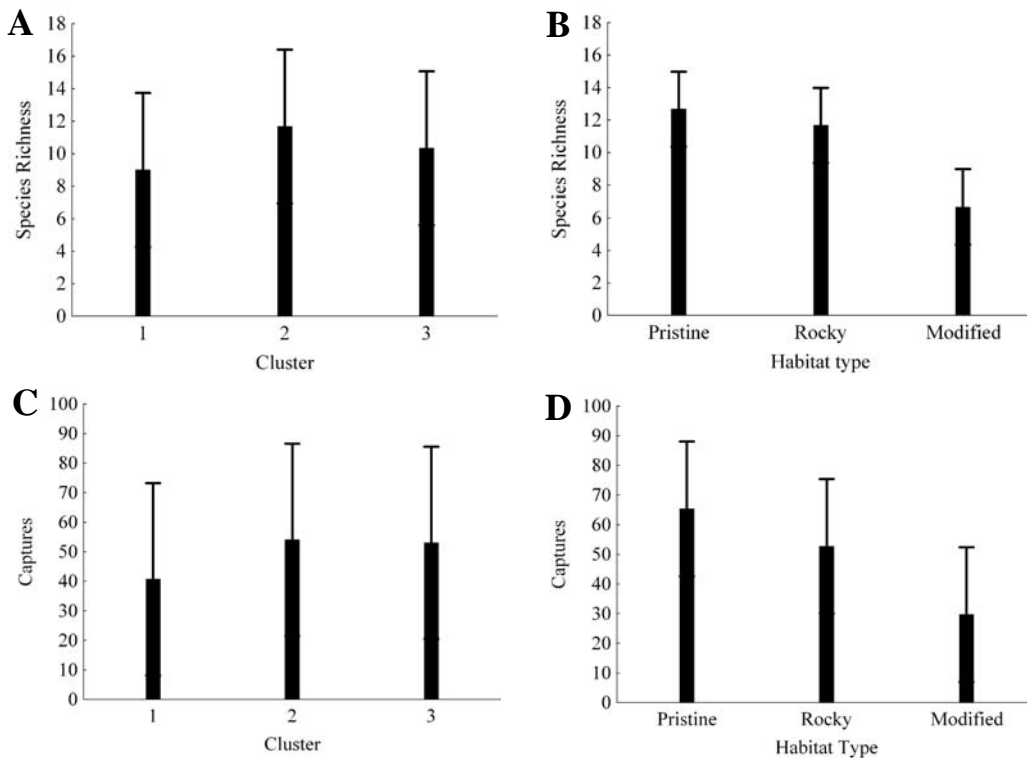 A
18
16
14
12
10
8
6
4
2
0
Species Richness
1 2 3
Cluster
B
18
16
14
12
10
8
6
4
2
0
Species Richness
Pristine Rocky Modified
Habitat type
C
100
90
80
70
60
50
40
30
20
10
0
Captures
1 2 3
Cluster
D
100
90
80
70
60
50
40
30
20
10
0
Captures
Pristine Rocky Modified
Habitat Type